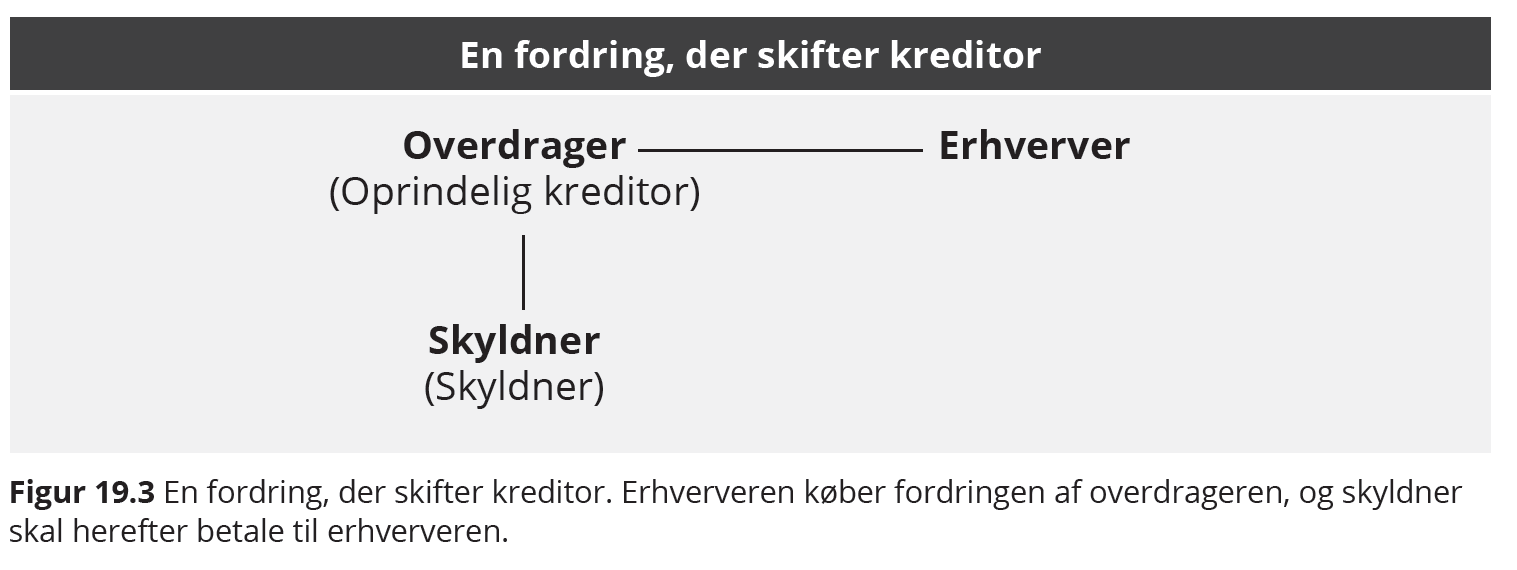 En fordring, der skifter kreditor
Overdrager Erhverver
(Oprindelig kreditor)
Skyldner
(Skyldner)
Figur 19.3 En fordring, der skifter kreditor. Erhververen køber fordringen af overdrageren, og skyldner
skal herefter betale til erhververen.